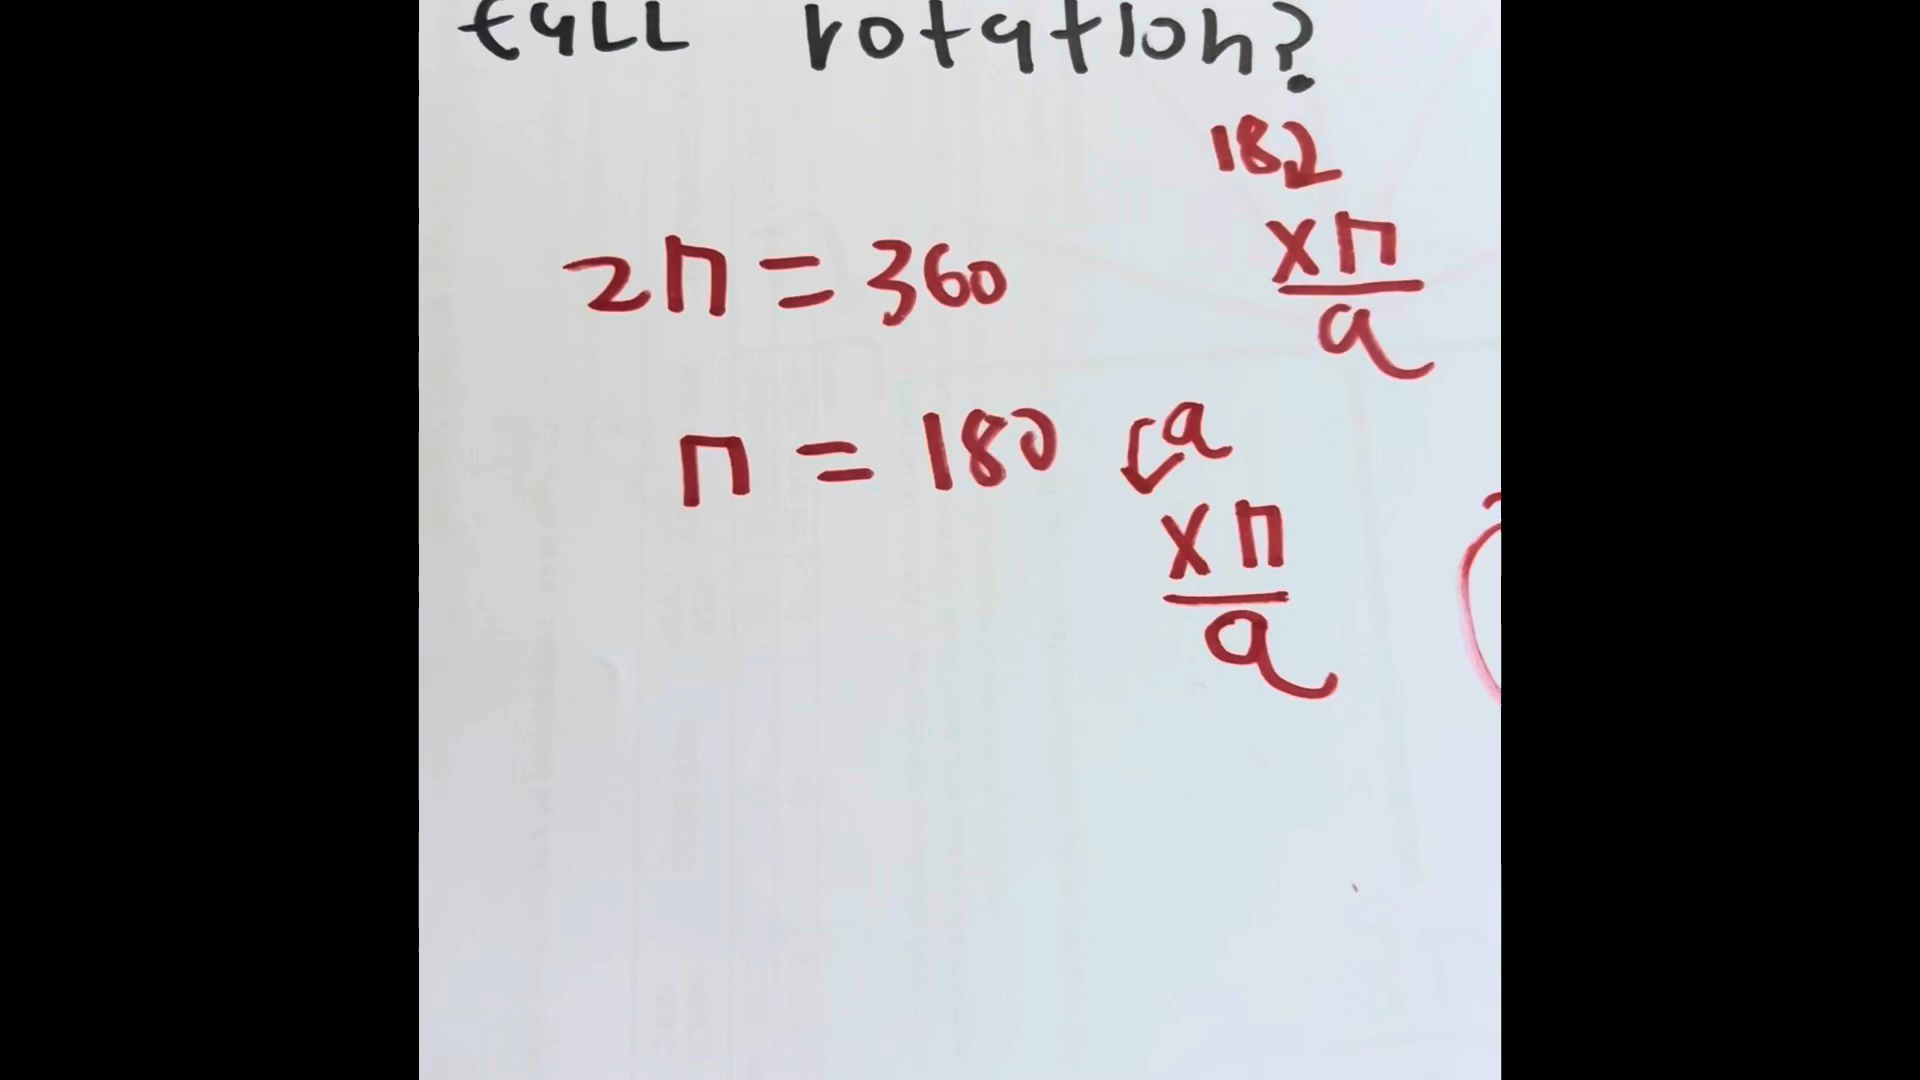 full rotation?
182
2π = 360
xπ
a
π = 180
a
xπ
a